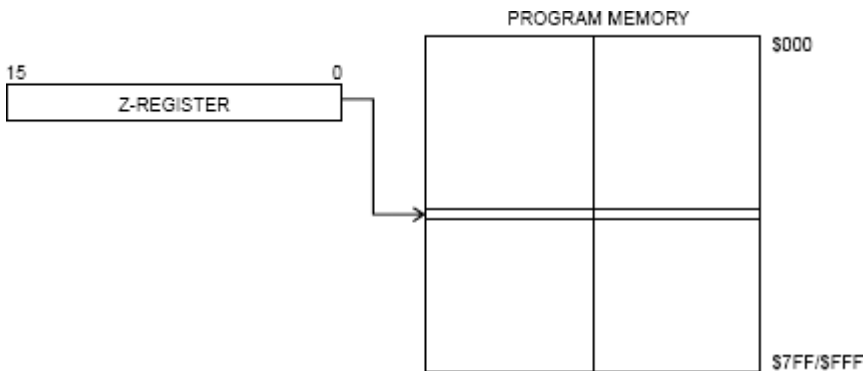 PROGRAM MEMORY
$000
15 0
Z-REGISTER
$7FF/$FFF